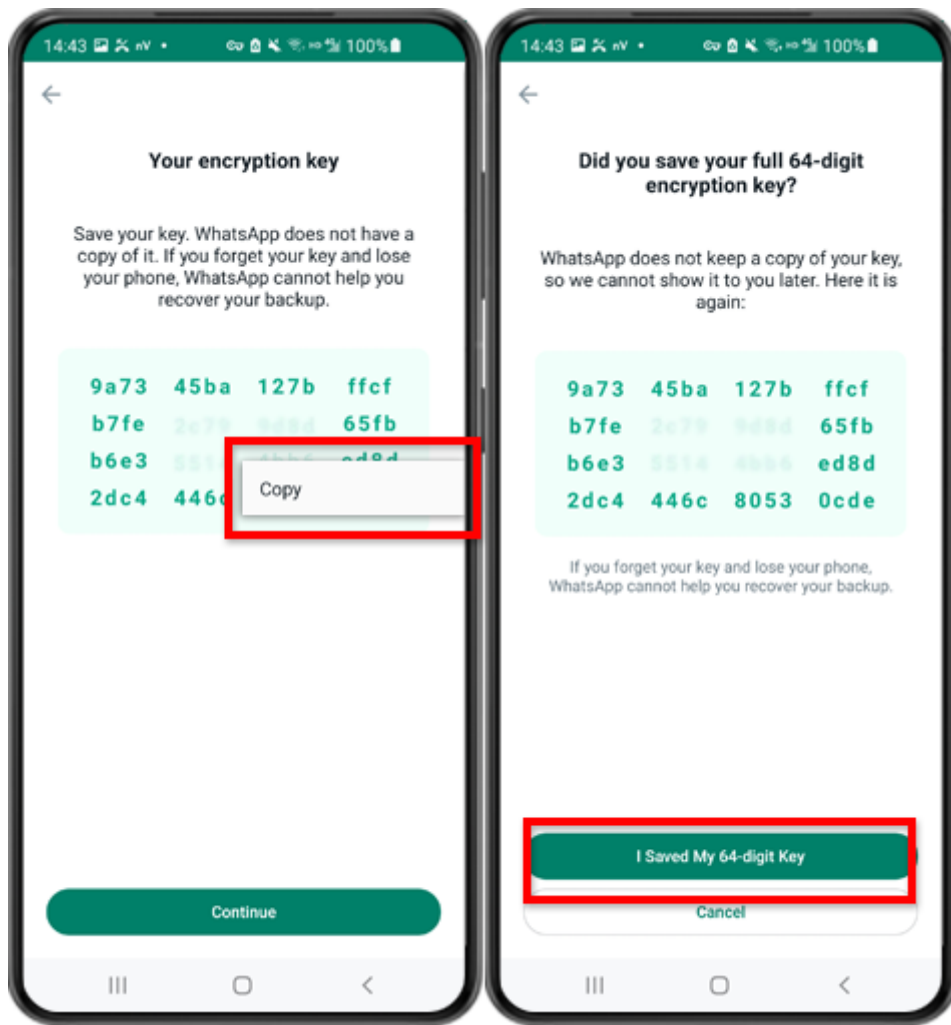 14:43 nV • 100%
Your encryption key
Save your key. WhatsApp does not have a
copy of it. If you forget your key and lose
your phone, WhatsApp cannot help you
recover your backup.
9a73 45ba 127b ffcf
b7fe 65fb
b6e3 ed8d
2dc4 446c
Copy
Continue
14:43 nV • 100%
Did you save your full 64-digit
encryption key?
WhatsApp does not keep a copy of your key,
so we cannot show it to you later. Here it is
again:
9a73 45ba 127b ffcf
b7fe 65fb
b6e3 ed8d
2dc4 446c 8053 0cde
If you forget your key and lose your phone,
WhatsApp cannot help you recover your backup.
I Saved My 64-digit Key
Cancel